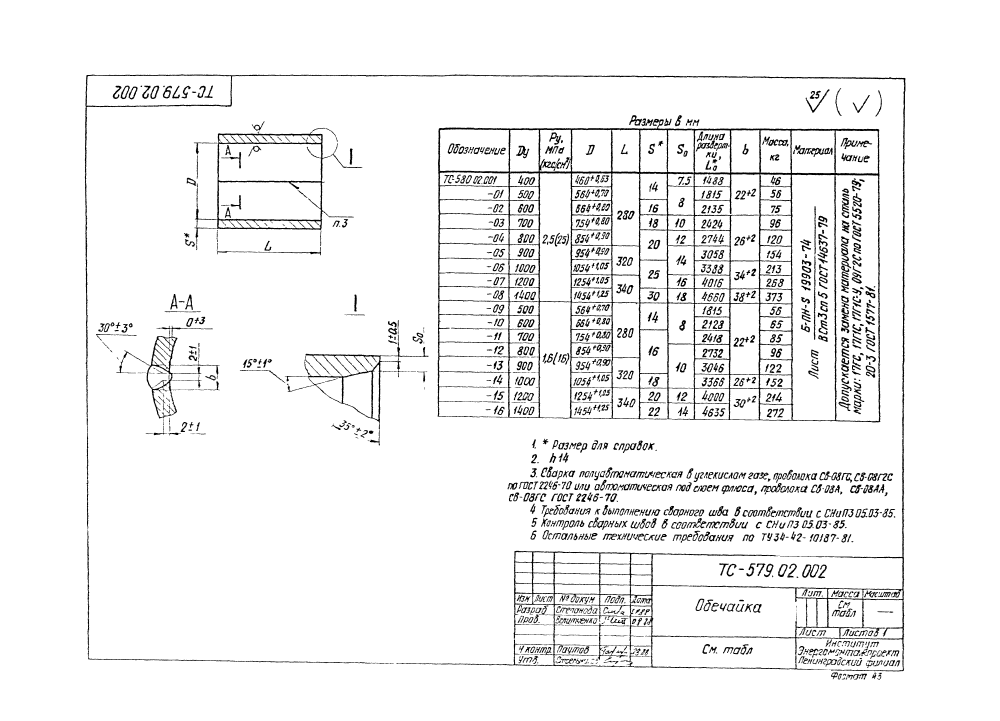 ТС-579.02.002
25
Размеры в мм
Обозначение Dy Ру, МПа (кгс/см²) D L S* S₀ Длина развертки, L*₀ b Масса, кг Материал Примечание
ТС-580.02.001 400 2,5(25) 460+0,63 280 14 7.5 1488 22+2 46
-01 500 564+0,70 8 1815 56
-02 600 664+0,80 16 2135 75
-03 700 754+0,80 18 10 2424 26+2 96
-04 800 854+0,90 20 12 2744 120
-05 900 954+0,90 320 14 3058 154
-06 1000 1054+1,05 25 3388 34+2 213
-07 1200 1254+1,05 340 16 4016 268
-08 1400 1454+1,25 30 18 4660 38+2 373
-09 500 1,6(16) 564+0,70 280 14 8 1815 22+2 56
-10 600 664+0,80 2128 65
-11 700 754+0,80 16 2418 85
-12 800 854+0,90 10 2732 96
-13 900 954+0,90 320 3046 122
-14 1000 1054+1,05 18 3366 26+2 152
-15 1200 1254+1,05 340 20 12 4000 30+2 214
-16 1400 1454+1,25 22 14 4635 272
Лист Б-ПН-S 19903-74
ВСт3сп5 ГОСТ 14637-79
Допускается замена материала на сталь
марки: 17ГС, 17Г1С, 17Г1С-У, 09Г2С по ГОСТ 5520-79;
20-3 ГОСТ 1577-81.
А
А
D
S*
L
I
п.3
А-А
30°±3°
0+3
2±1
b
2±1
I
1±0,5
S₀
15°±1°
35°±2°
1. * Размер для справок.
2. h14
3. Сварка полуавтоматическая в углекислом газе, проволока Св-08ГС, Св-08Г2С
по ГОСТ 2246-70 или автоматическая под слоем флюса, проволока Св-08А, Св-08АА,
Св-08ГС ГОСТ 2246-70.
4 Требования к выполнению сварного шва в соответствии с СНиП3.05.03-85.
5 Контроль сварных швов в соответствии с СНиП3.05.03-85.
6 Остальные технические требования по ТУ34-42-10187-81.
ТС-579.02.002
Изм Лист № докум Подп. Дата
Разраб Степанова
Пров.
Н.контр. Паутов
Утв.
Обечайка
См. табл
Лит. Масса Масштаб
См. табл —
Лист Листов 1
Институт
Энергомонтажпроект
Ленинградский филиал
Формат А3